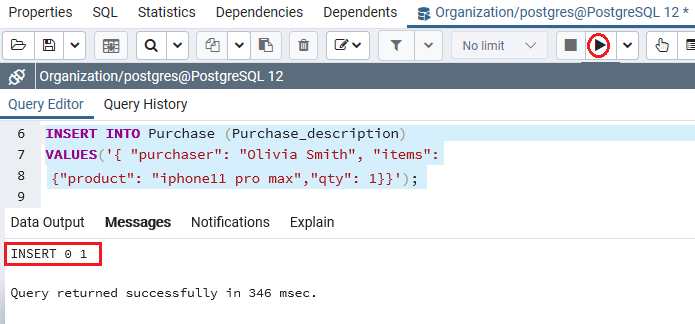 Properties SQL Statistics Dependencies Dependents Organization/postgres@PostgreSQL 12 *
No limit
Organization/postgres@PostgreSQL 12
Query Editor Query History
6 INSERT INTO Purchase (Purchase_description)
7 VALUES('{ "purchaser": "Olivia Smith", "items":
8 {"product": "iphone11 pro max","qty": 1}}');
9
Data Output Messages Notifications Explain
INSERT 0 1
Query returned successfully in 346 msec.